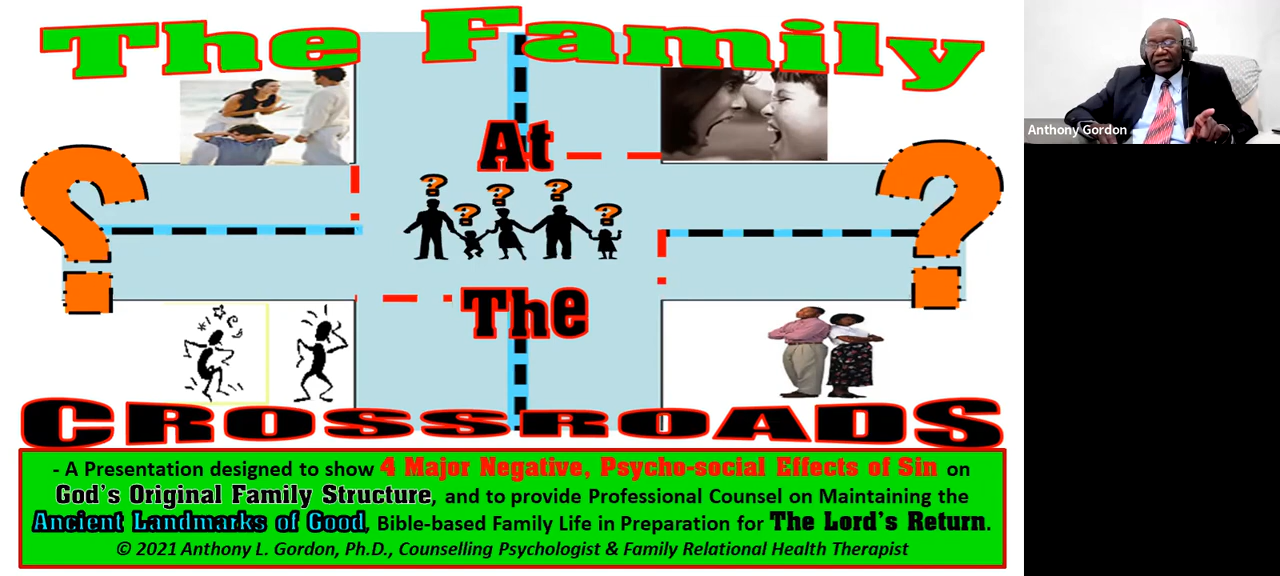 The Family
At
The
CROSSROADS
- A Presentation designed to show 4 Major Negative, Psycho-social Effects of Sin on
God's Original Family Structure, and to provide Professional Counsel on Maintaining the
Ancient Landmarks of Good, Bible-based Family Life in Preparation for The Lord's Return.
© 2021 Anthony L. Gordon, Ph.D., Counselling Psychologist & Family Relational Health Therapist
Anthony Gordon